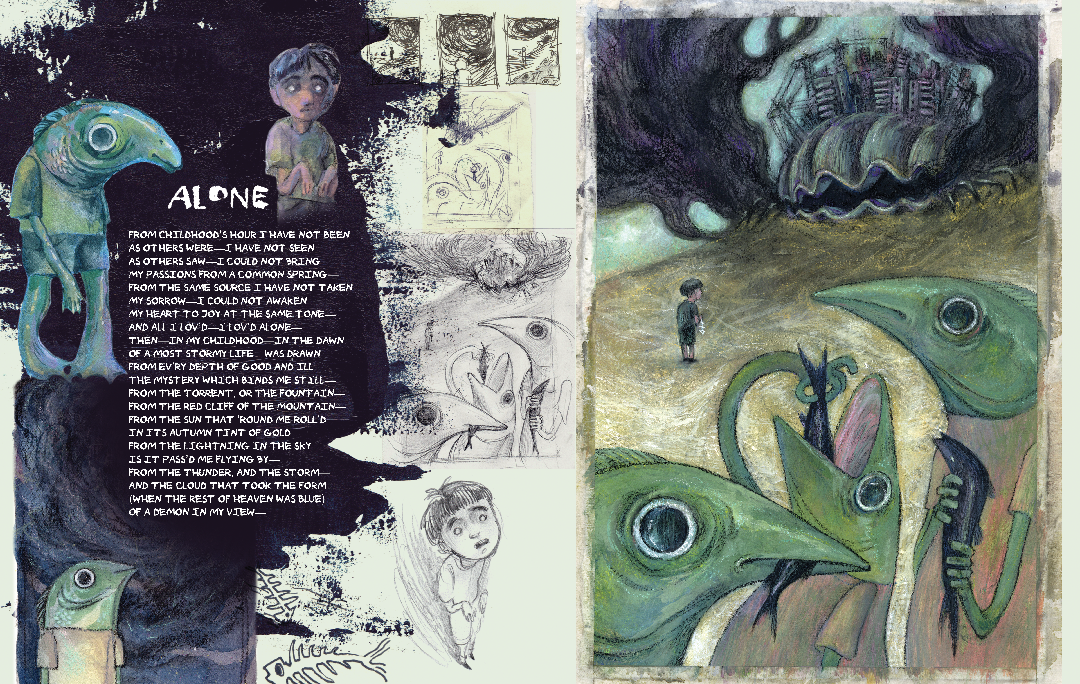 ALONE
FROM CHILDHOOD'S HOUR I HAVE NOT BEEN
AS OTHERS WERE—I HAVE NOT SEEN
AS OTHERS SAW—I COULD NOT BRING
MY PASSIONS FROM A COMMON SPRING—
FROM THE SAME SOURCE I HAVE NOT TAKEN
MY SORROW—I COULD NOT AWAKEN
MY HEART TO JOY AT THE SAME TONE—
AND ALL I LOV'D—I LOV'D ALONE—
THEN—IN MY CHILDHOOD—IN THE DAWN
OF A MOST STORMY LIFE WAS DRAWN
FROM EV'RY DEPTH OF GOOD AND ILL
THE MYSTERY WHICH BINDS ME STILL—
FROM THE TORRENT, OR THE FOUNTAIN—
FROM THE RED CLIFF OF THE MOUNTAIN—
FROM THE SUN THAT 'ROUND ME ROLL'D
IN ITS AUTUMN TINT OF GOLD
FROM THE LIGHTNING IN THE SKY
IS IT PASS'D ME FLYING BY—
FROM THE THUNDER, AND THE STORM—
AND THE CLOUD THAT TOOK THE FORM
(WHEN THE REST OF HEAVEN WAS BLUE)
OF A DEMON IN MY VIEW—